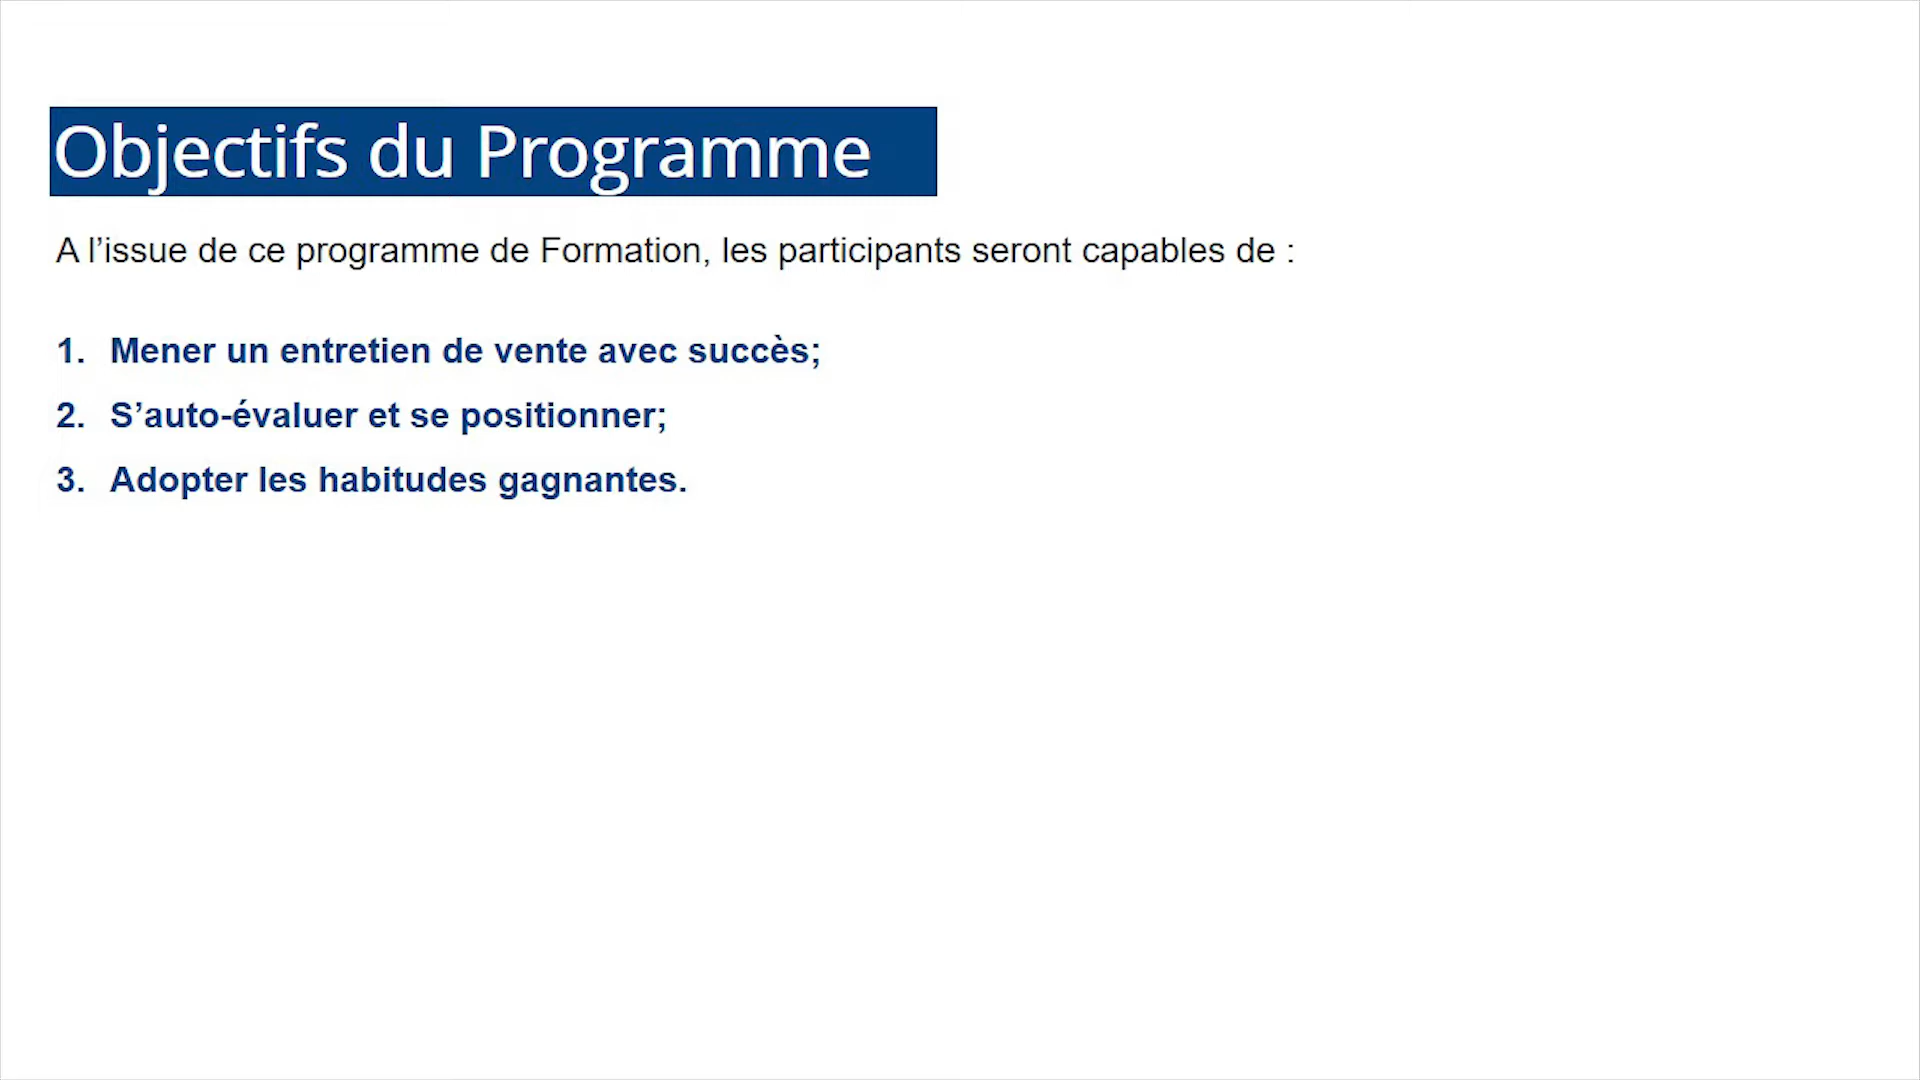 Objectifs du Programme
A l’issue de ce programme de Formation, les participants seront capables de :
1. Mener un entretien de vente avec succès;
2. S’auto-évaluer et se positionner;
3. Adopter les habitudes gagnantes.